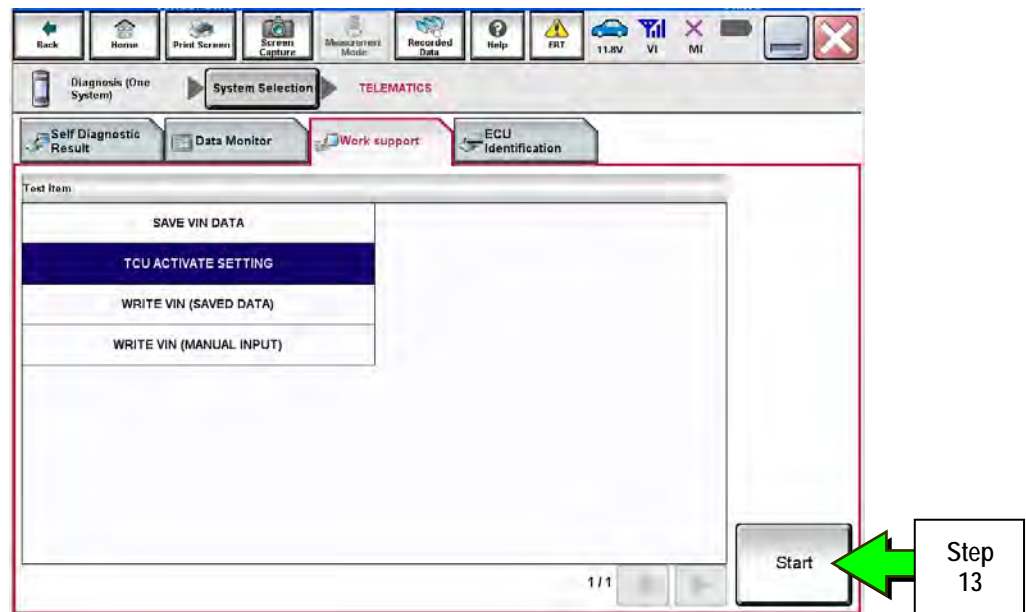 Back
Home
Print Screen
Screen
Capture
Measurement
Mode
Recorded
Data
Help
ERT
11.8V
VI
MI
Diagnosis (One
System)
System Selection
TELEMATICS
Self Diagnostic
Result
Data Monitor
Work support
ECU
Identification
Test Item
SAVE VIN DATA
TCU ACTIVATE SETTING
WRITE VIN (SAVED DATA)
WRITE VIN (MANUAL INPUT)
Start
Step
13
1/1